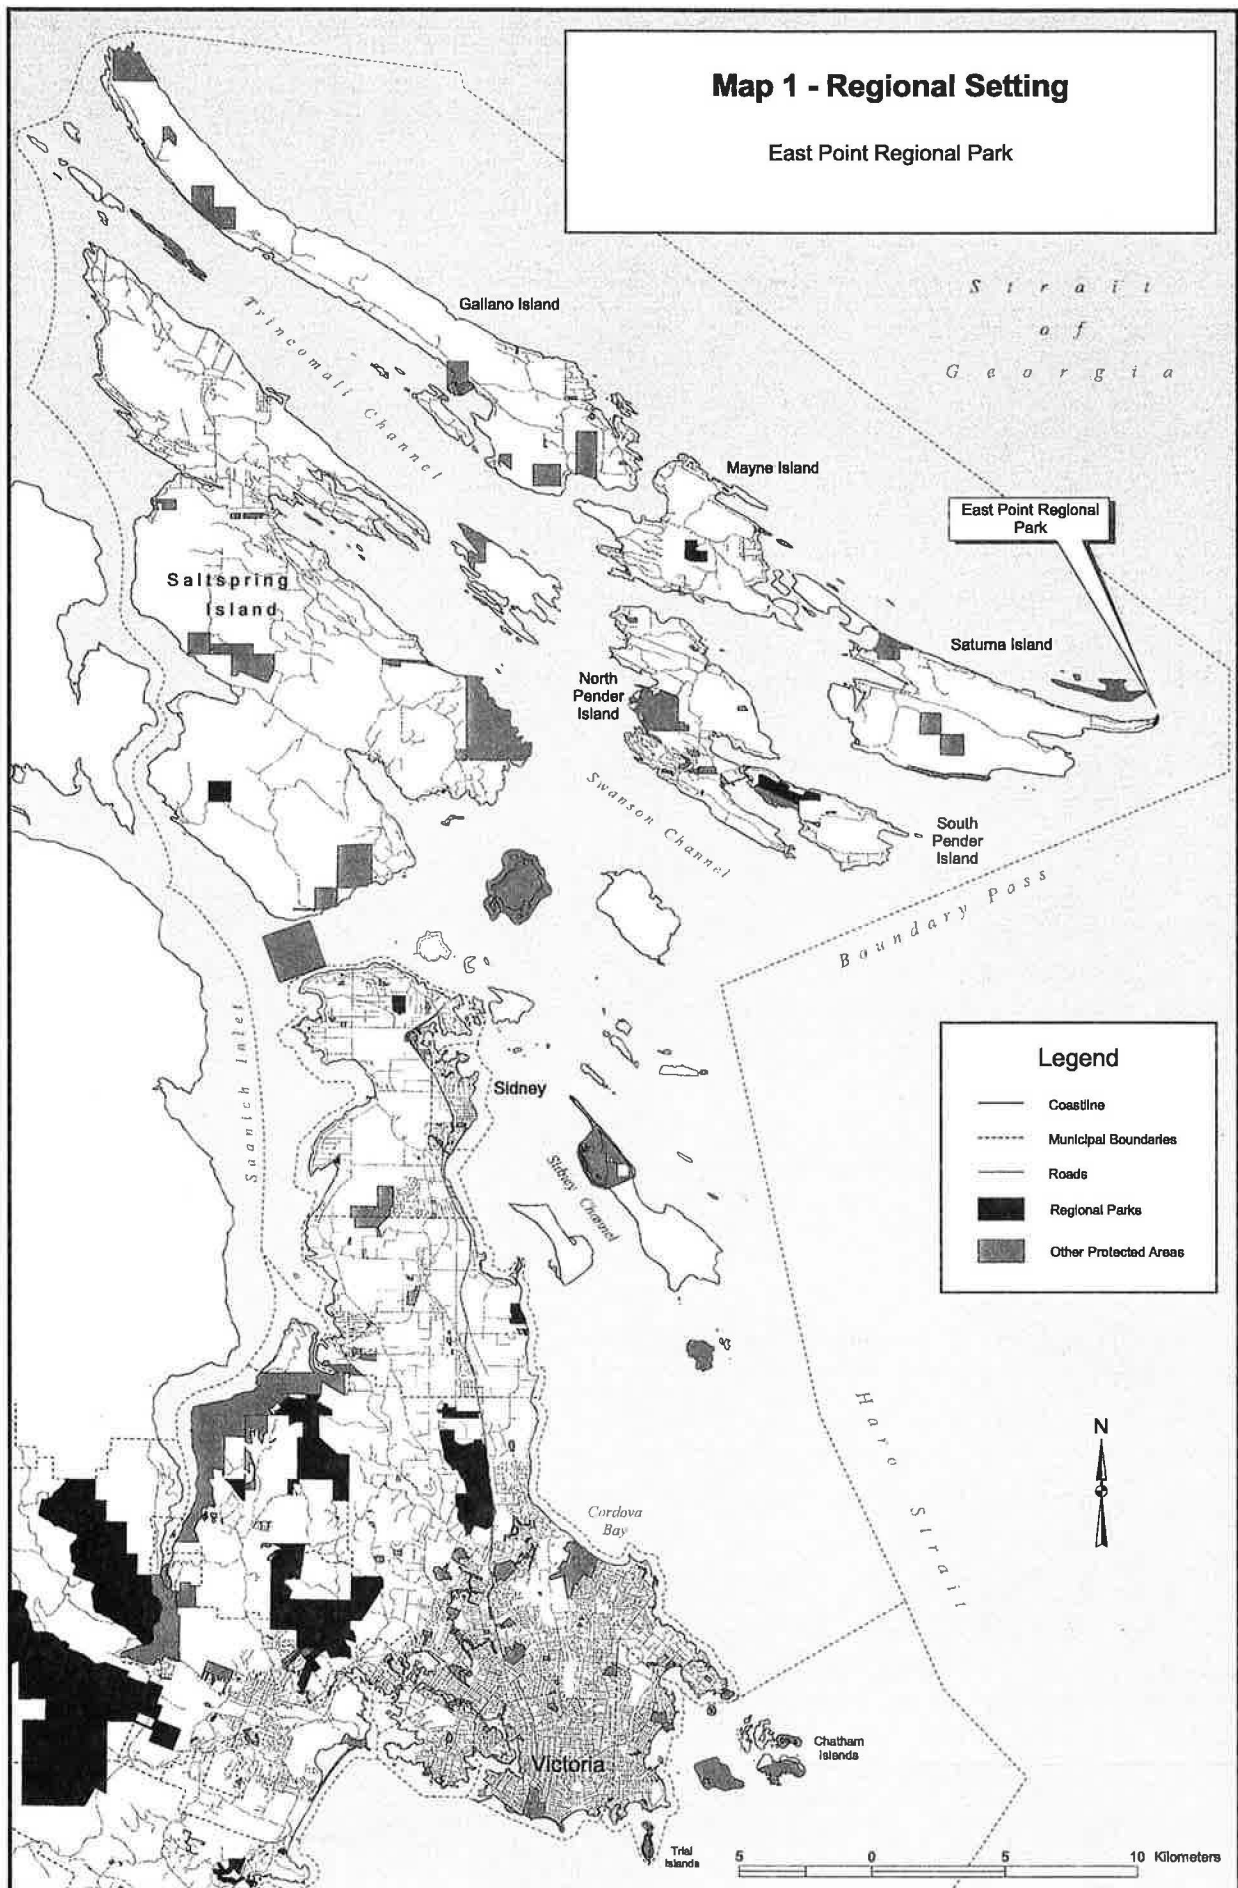 Map 1 - Regional Setting
East Point Regional Park
Strait
of
Georgia
Galiano Island
Trincomali Channel
Mayne Island
East Point Regional
Park
Saltspring
Island
Saturna Island
North
Pender
Island
Swanson Channel
South
Pender
Island
Boundary Pass
Saanich Inlet
Legend
Coastline
Municipal Boundaries
Roads
Regional Parks
Other Protected Areas
Sidney
Sidney Channel
Haro Strait
N
Cordova
Bay
Victoria
Chatham
Islands
Trial
Islands
5 0 5 10 Kilometers